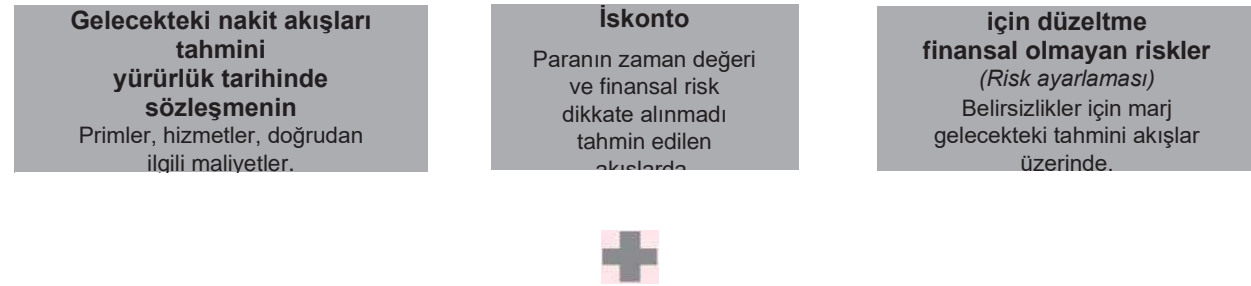 Gelecekteki nakit akışları
tahmini
yürürlük tarihinde
sözleşmenin
Primler, hizmetler, doğrudan
ilgili maliyetler.
İskonto
Paranın zaman değeri
ve finansal risk
dikkate alınmadı
tahmin edilen
akışlarda
için düzeltme
finansal olmayan riskler
(Risk ayarlaması)
Belirsizlikler için marj
gelecekteki tahmini akışlar
üzerinde.